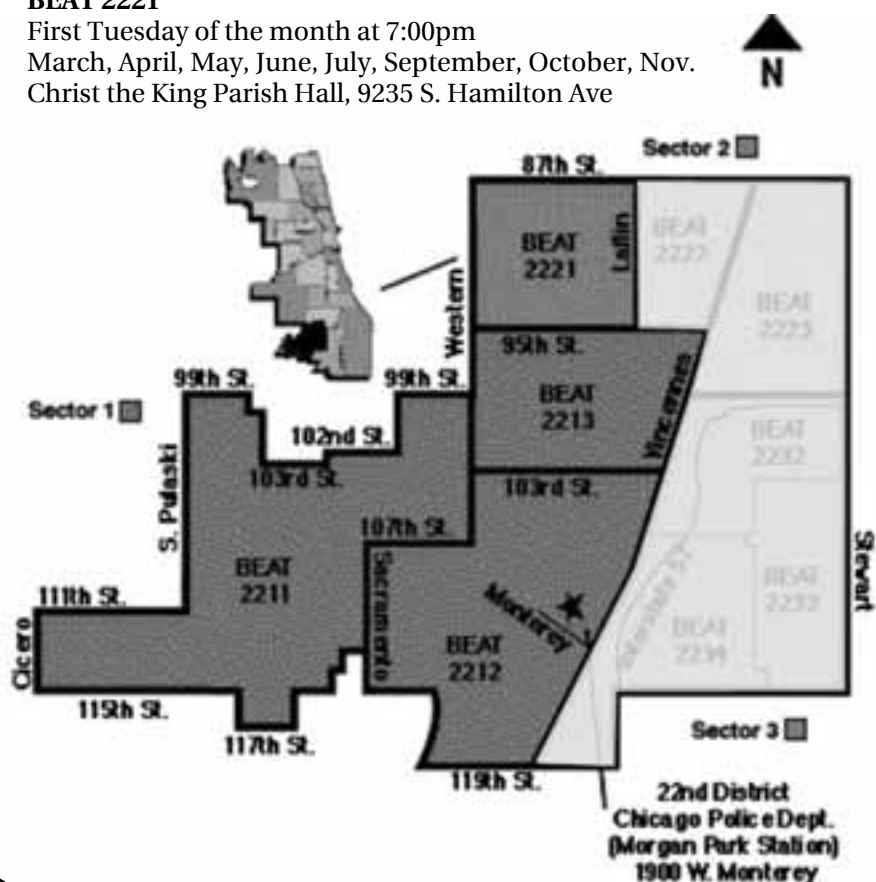 BEAT 2221
First Tuesday of the month at 7:00pm
March, April, May, June, July, September, October, Nov.
Christ the King Parish Hall, 9235 S. Hamilton Ave
N
Sector 2
87th St.
BEAT
2221
Laflin
BEAT
2222
BEAT
2223
Western
95th St.
99th St.
99th St.
Sector 1
BEAT
2213
Vincennes
102nd St.
103rd St.
103rd St.
BEAT
2232
S. Pulaski
107th St.
BEAT
2211
Sacramento
Stewart
111th St.
Monterey
Interstate 57
BEAT
2233
BEAT
2234
BEAT
2212
Cicero
115th St.
117th St.
Sector 3
119th St.
22nd District
Chicago Police Dept.
(Morgan Park Station)
1900 W. Monterey